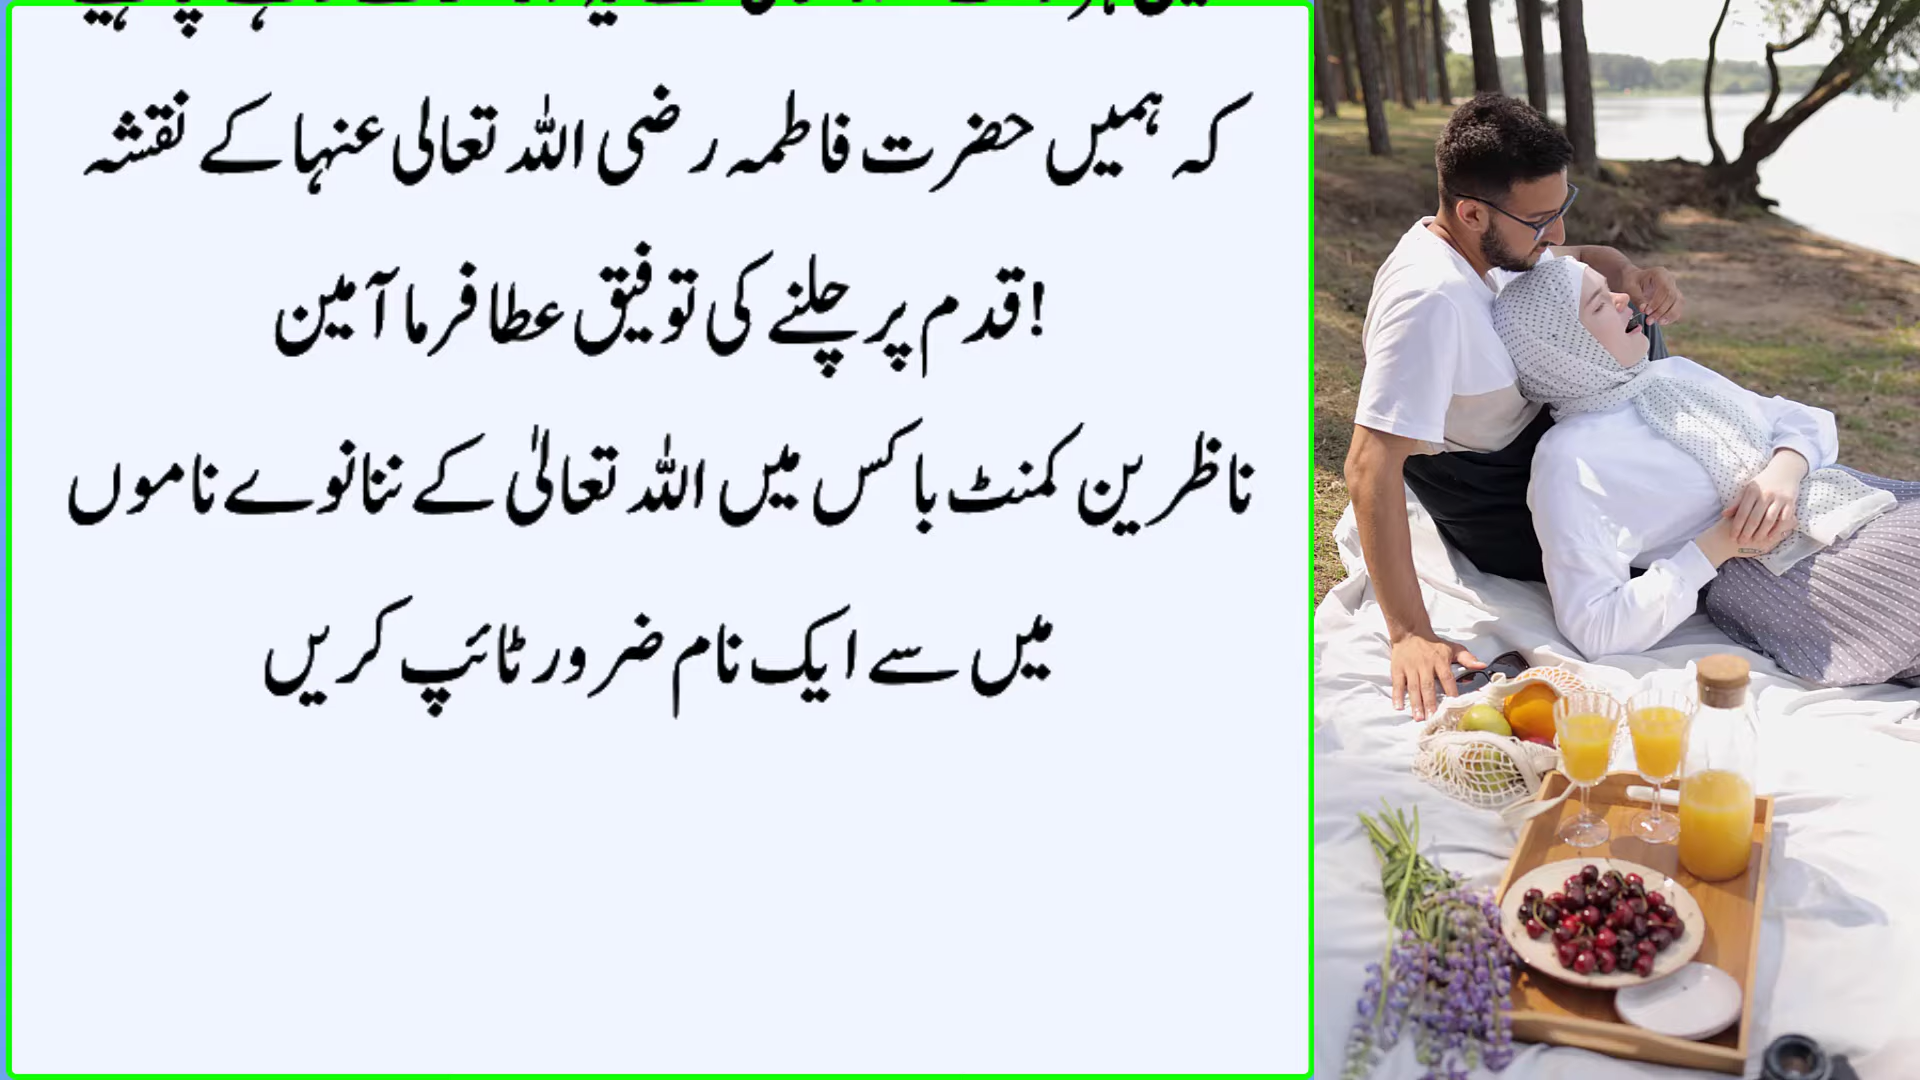 کہ ہمیں حضرت فاطمہ رضی اللہ تعالی عنہا کے نقشہ
!قدم پر چلنے کی توفیق عطا فرما آمین
ناظرین کمنٹ باکس میں اللہ تعالیٰ کے ننانوے ناموں
میں سے ایک نام ضرور ٹائپ کریں